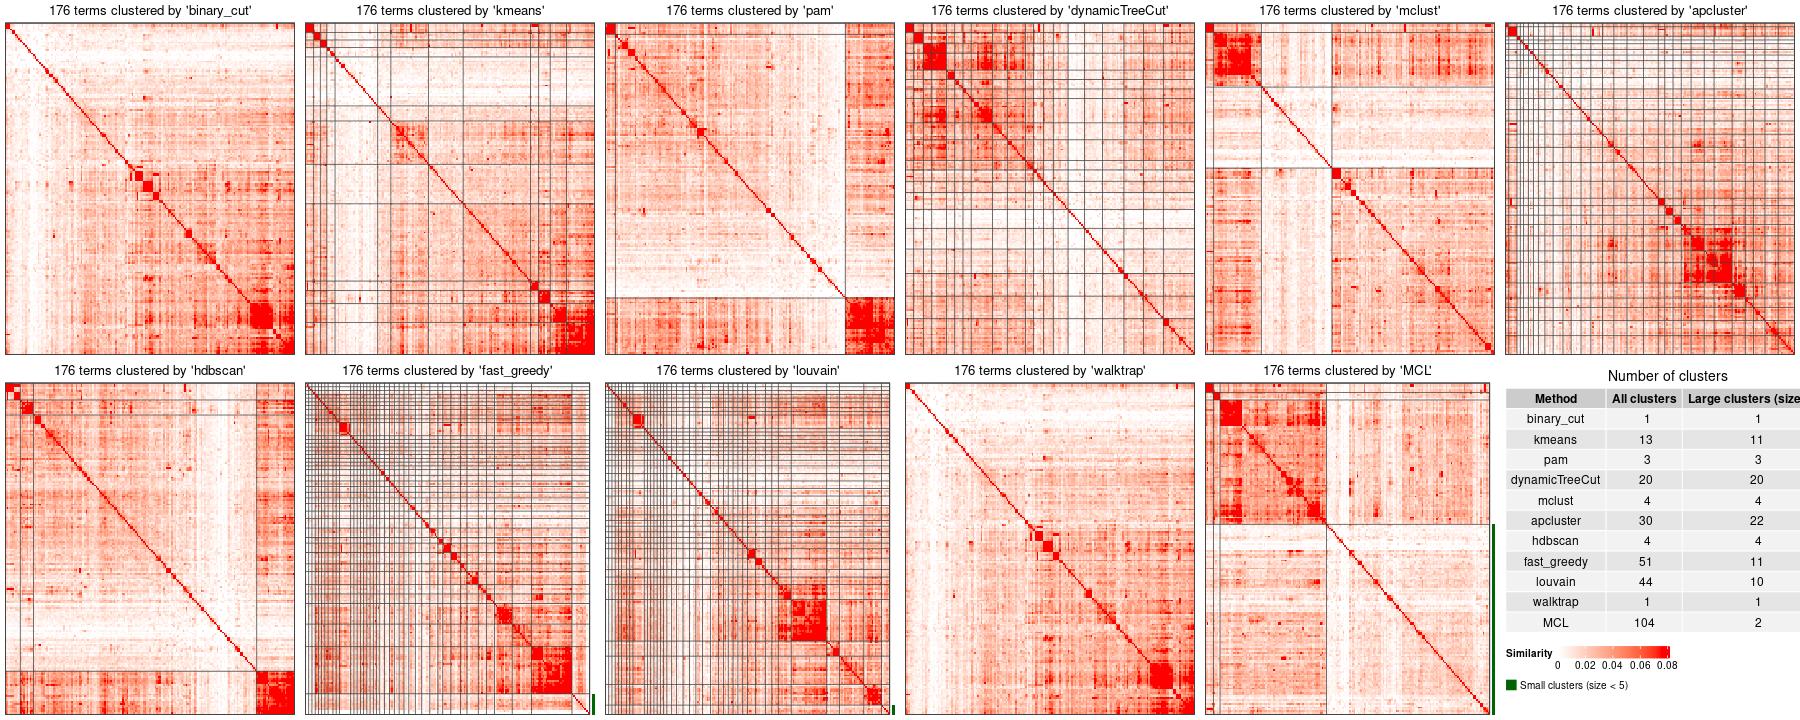 176 terms clustered by 'binary_cut'
176 terms clustered by 'kmeans'
176 terms clustered by 'pam'
176 terms clustered by 'dynamicTreeCut'
176 terms clustered by 'mclust'
176 terms clustered by 'apcluster'
176 terms clustered by 'hdbscan'
176 terms clustered by 'fast_greedy'
176 terms clustered by 'louvain'
176 terms clustered by 'walktrap'
176 terms clustered by 'MCL'
Number of clusters
Method All clusters Large clusters (size
binary_cut 1 1
kmeans 13 11
pam 3 3
dynamicTreeCut 20 20
mclust 4 4
apcluster 30 22
hdbscan 4 4
fast_greedy 51 11
louvain 44 10
walktrap 1 1
MCL 104 2
Similarity
0 0.02 0.04 0.06 0.08
Small clusters (size < 5)